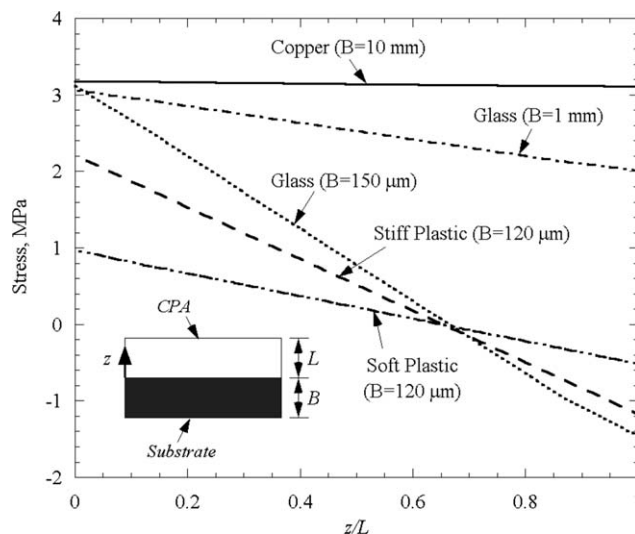 4
Copper (B=10 mm)
3
Glass (B=1 mm)
2
Glass (B=150 μm)
Stiff Plastic (B=120 μm)
1
Stress, MPa
CPA
0
z
L
Soft Plastic
(B=120 μm)
B
-1
Substrate
-2
0 0.2 0.4 0.6 0.8
z/L